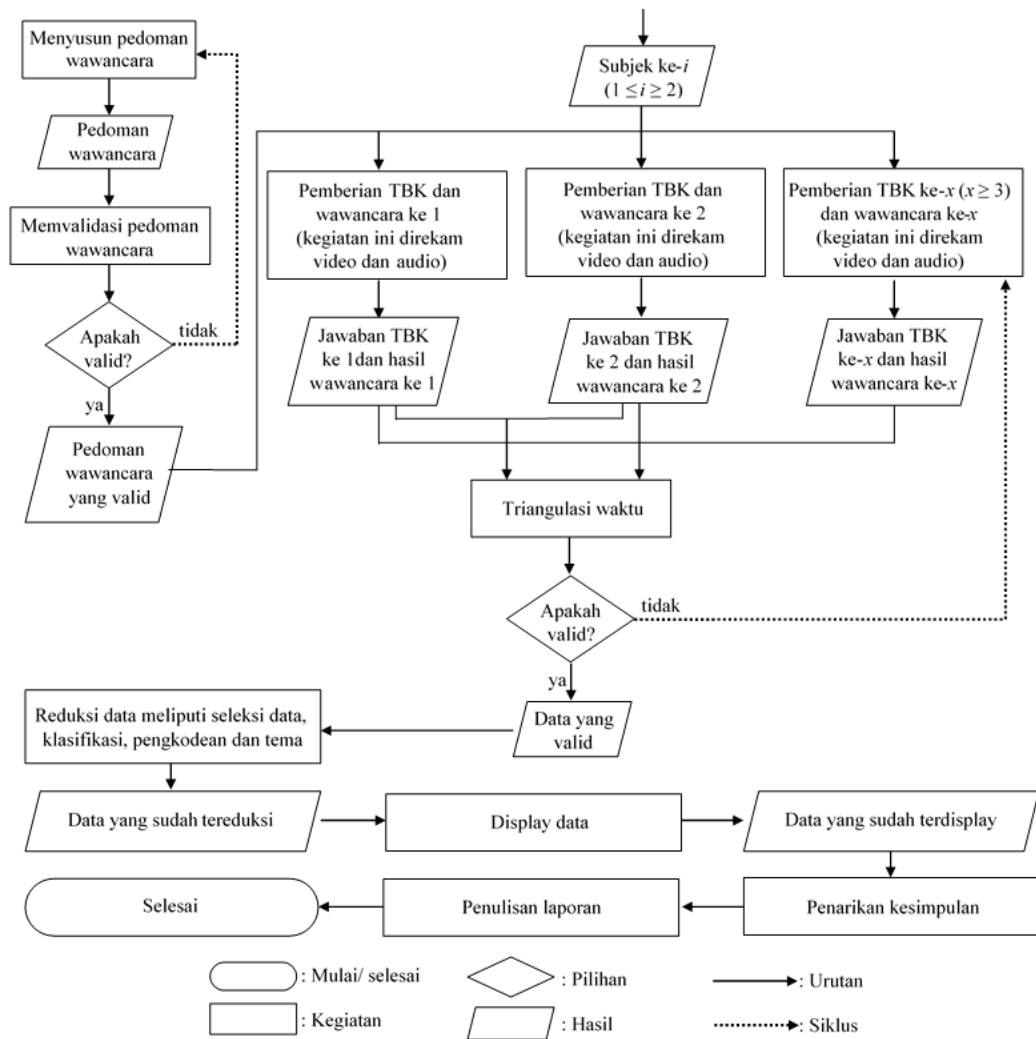 Menyusun pedoman
wawancara
Pedoman
wawancara
Memvalidasi pedoman
wawancara
Apakah
valid?
tidak
ya
Pedoman
wawancara
yang valid
Subjek ke-i
(1 ≤ i ≥ 2)
Pemberian TBK dan
wawancara ke 1
(kegiatan ini direkam
video dan audio)
Pemberian TBK dan
wawancara ke 2
(kegiatan ini direkam
video dan audio)
Pemberian TBK ke-x (x ≥ 3)
dan wawancara ke-x
(kegiatan ini direkam
video dan audio)
Jawaban TBK
ke 1dan hasil
wawancara ke 1
Jawaban TBK
ke 2 dan hasil
wawancara ke 2
Jawaban TBK
ke-x dan hasil
wawancara ke-x
Triangulasi waktu
Apakah
valid?
tidak
ya
Data yang
valid
Reduksi data meliputi seleksi data,
klasifikasi, pengkodean dan tema
Data yang sudah tereduksi
Display data
Data yang sudah terdisplay
Penarikan kesimpulan
Penulisan laporan
Selesai
: Mulai/ selesai
: Pilihan
: Urutan
: Kegiatan
: Hasil
: Siklus